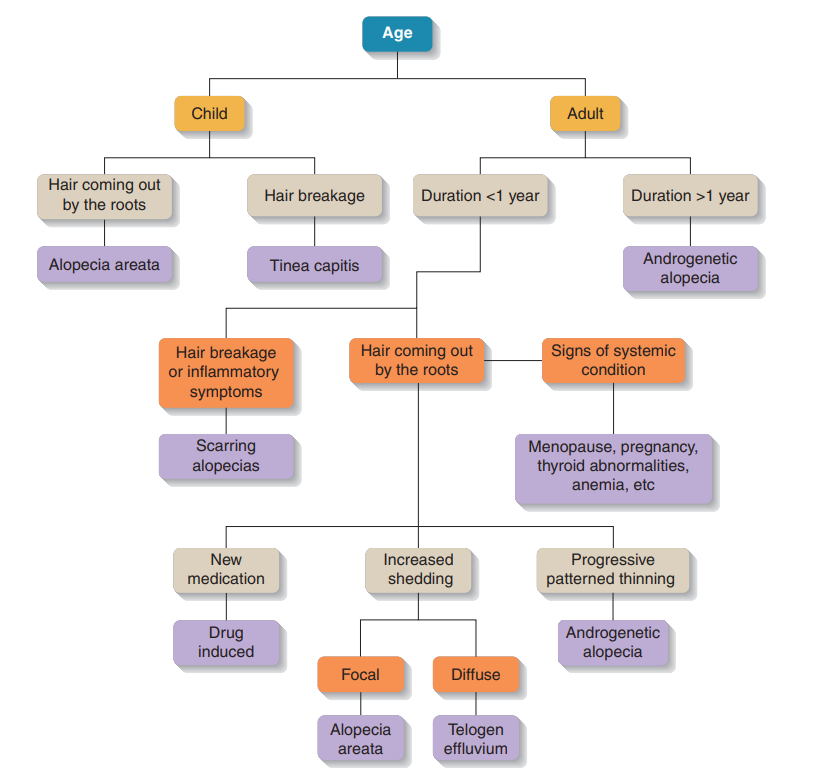 Age
Child
Adult
Hair coming out
by the roots
Hair breakage
Duration <1 year
Duration >1 year
Alopecia areata
Tinea capitis
Androgenetic
alopecia
Hair breakage
or inflammatory
symptoms
Hair coming out
by the roots
Signs of systemic
condition
Scarring
alopecias
Menopause, pregnancy,
thyroid abnormalities,
anemia, etc
New
medication
Increased
shedding
Progressive
patterned thinning
Drug
induced
Androgenetic
alopecia
Focal
Diffuse
Alopecia
areata
Telogen
effluvium